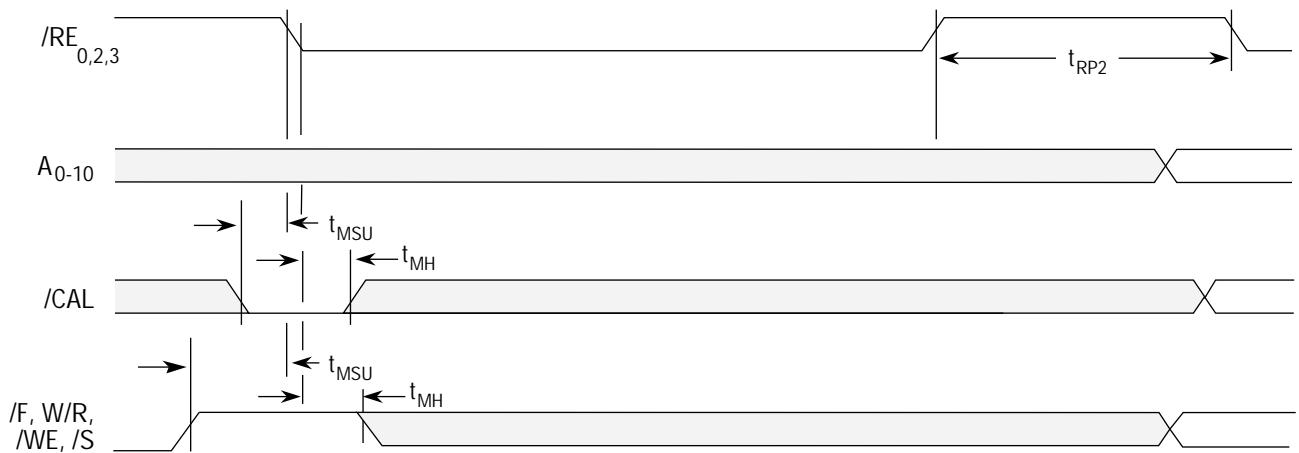 /RE0,2,3
tRP2
A0-10
tMSU
tMH
/CAL
tMSU
tMH
/F, W/R,
/WE, /S